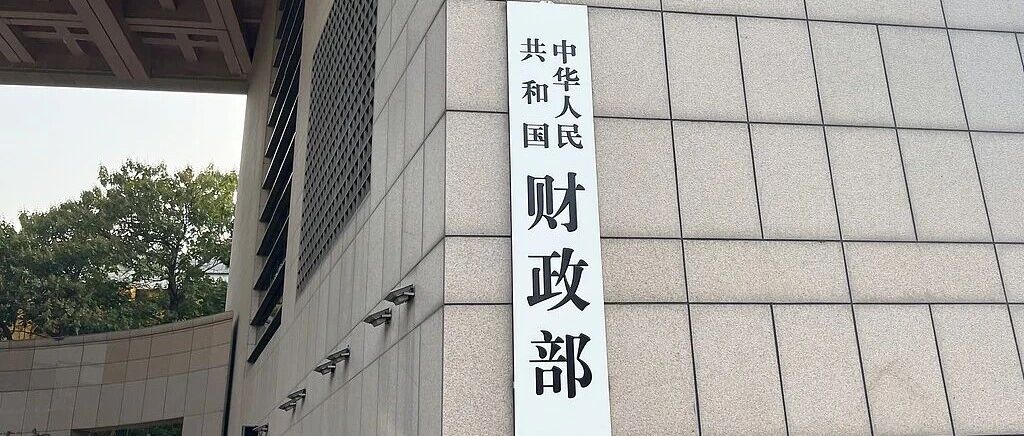 中华人民
共和国
财政部